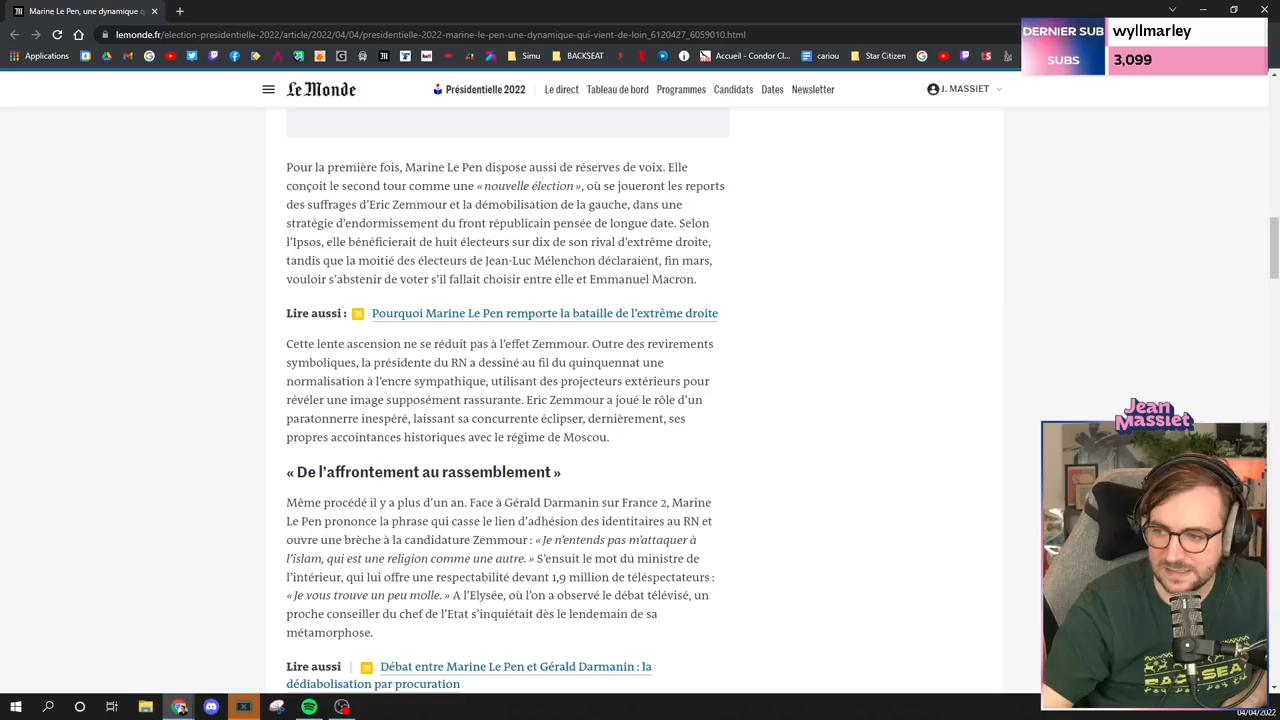 Marine Le Pen, une dynamique q
lemonde.fr/election-presidentielle-2022/article/2022/04/04/presidentielle-2022-marine-le-pen-une-dynamique-qui-vient-de-loin_6120427_6059010.html
Applications
Simu
BACKSEAT
Html
Accueil - Condor Cl...
cariou
Star Citizen
DERNIER SUB
wyllmarley
SUBS
3,099
Le Monde
Présidentielle 2022
Le direct
Tableau de bord
Programmes
Candidats
Dates
Newsletter
J. MASSIET
Pour la première fois, Marine Le Pen dispose aussi de réserves de voix. Elle
conçoit le second tour comme une « nouvelle élection », où se joueront les reports
des suffrages d’Eric Zemmour et la démobilisation de la gauche, dans une
stratégie d’endormissement du front républicain pensée de longue date. Selon
l’Ipsos, elle bénéficierait de huit électeurs sur dix de son rival d’extrême droite,
tandis que la moitié des électeurs de Jean-Luc Mélenchon déclaraient, fin mars,
vouloir s’abstenir de voter s’il fallait choisir entre elle et Emmanuel Macron.
Lire aussi : Pourquoi Marine Le Pen remporte la bataille de l’extrême droite
Cette lente ascension ne se réduit pas à l’effet Zemmour. Outre des revirements
symboliques, la présidente du RN a dessiné au fil du quinquennat une
normalisation à l’encre sympathique, utilisant des projecteurs extérieurs pour
révéler une image supposément rassurante. Eric Zemmour a joué le rôle d’un
paratonnerre inespéré, laissant sa concurrente éclipser, dernièrement, ses
propres accointances historiques avec le régime de Moscou.
« De l’affrontement au rassemblement »
Même procédé il y a plus d’un an. Face à Gérald Darmanin sur France 2, Marine
Le Pen prononce la phrase qui casse le lien d’adhésion des identitaires au RN et
ouvre une brèche à la candidature Zemmour : « Je n’entends pas m’attaquer à
l’islam, qui est une religion comme une autre. » S’ensuit le mot du ministre de
l’intérieur, qui lui offre une respectabilité devant 1,9 million de téléspectateurs :
« Je vous trouve un peu molle. » A l’Elysée, où l’on a observé le débat télévisé, un
proche conseiller du chef de l’Etat s’inquiétait dès le lendemain de sa
métamorphose.
Lire aussi | Débat entre Marine Le Pen et Gérald Darmanin : la
dédiabolisation par procuration
Jean
Massiet
04/04/2022